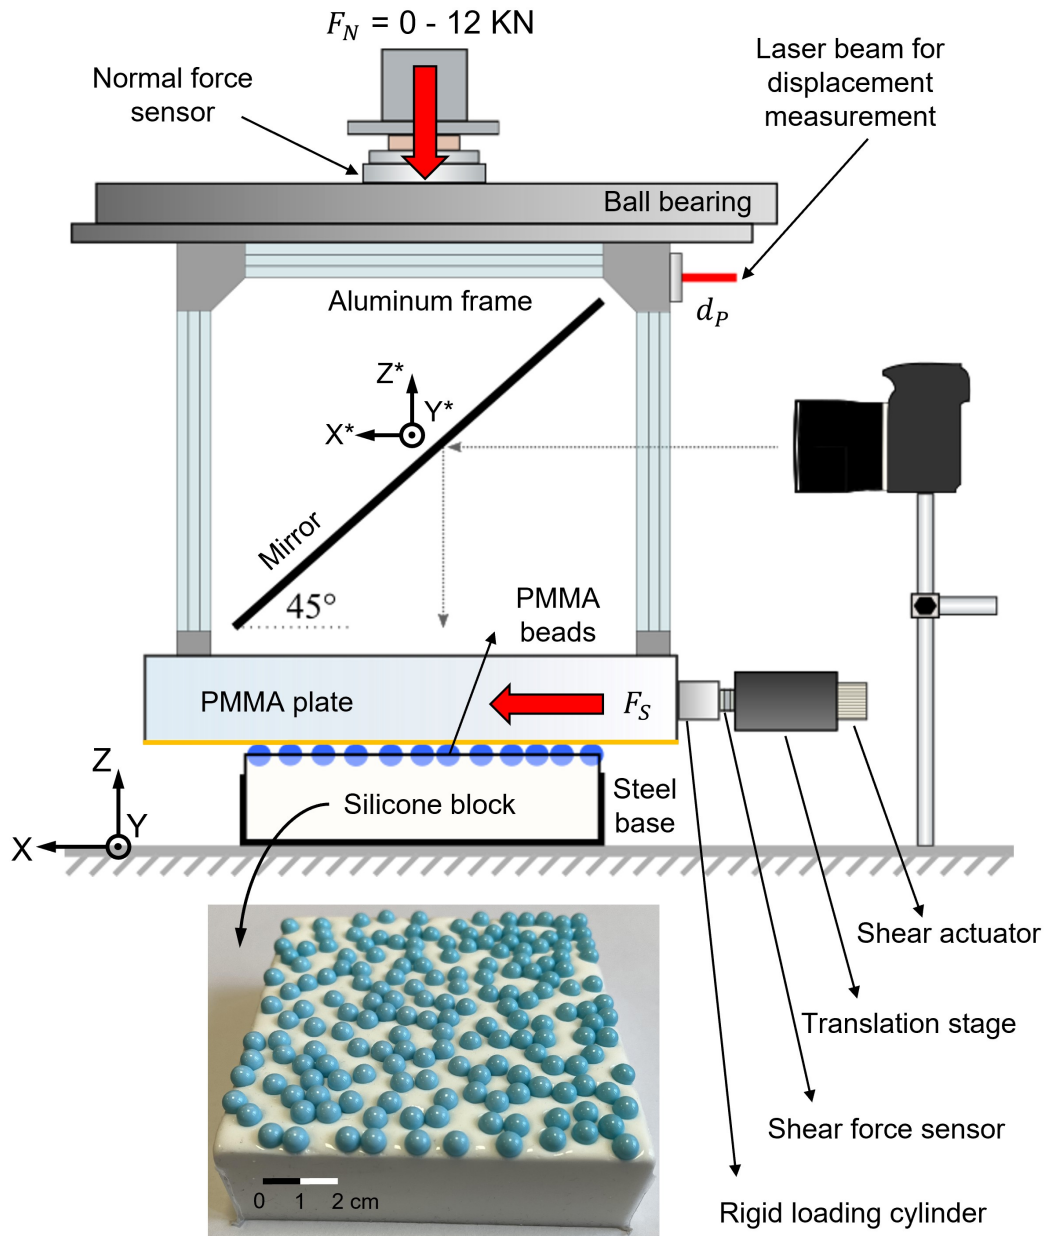 F_N = 0 - 12 KN
Laser beam for
displacement
measurement
Normal force
sensor
Ball bearing
Aluminum frame
d_P
Z*
Y*
X*
Mirror
45°
PMMA
beads
PMMA plate
F_S
Z
Y
X
Silicone block
Steel
base
Shear actuator
Translation stage
Shear force sensor
Rigid loading cylinder
0 1 2 cm